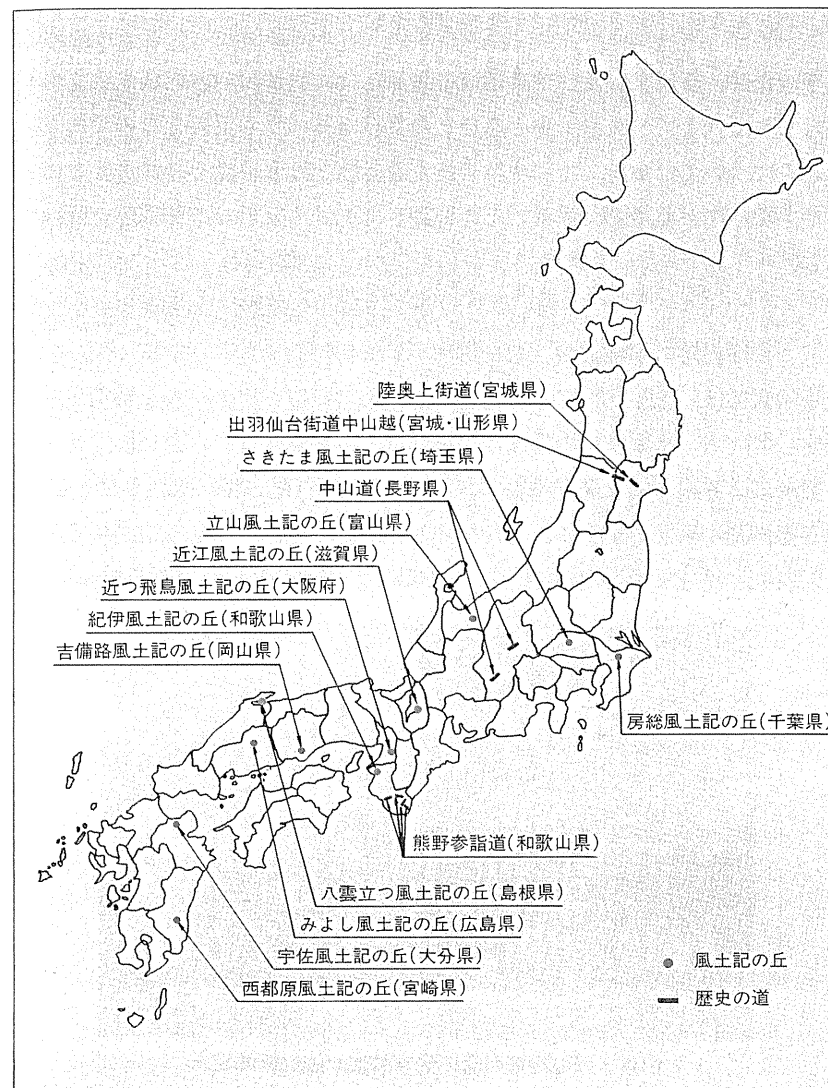 陸奥上街道(宮城県)
出羽仙台街道中山越(宮城・山形県)
さきたま風土記の丘(埼玉県)
中山道(長野県)
立山風土記の丘(富山県)
近江風土記の丘(滋賀県)
近つ飛鳥風土記の丘(大阪府)
紀伊風土記の丘(和歌山県)
吉備路風土記の丘(岡山県)
房総風土記の丘(千葉県)
熊野参詣道(和歌山県)
八雲立つ風土記の丘(島根県)
みよし風土記の丘(広島県)
宇佐風土記の丘(大分県)
西都原風土記の丘(宮崎県)
風土記の丘
歴史の道